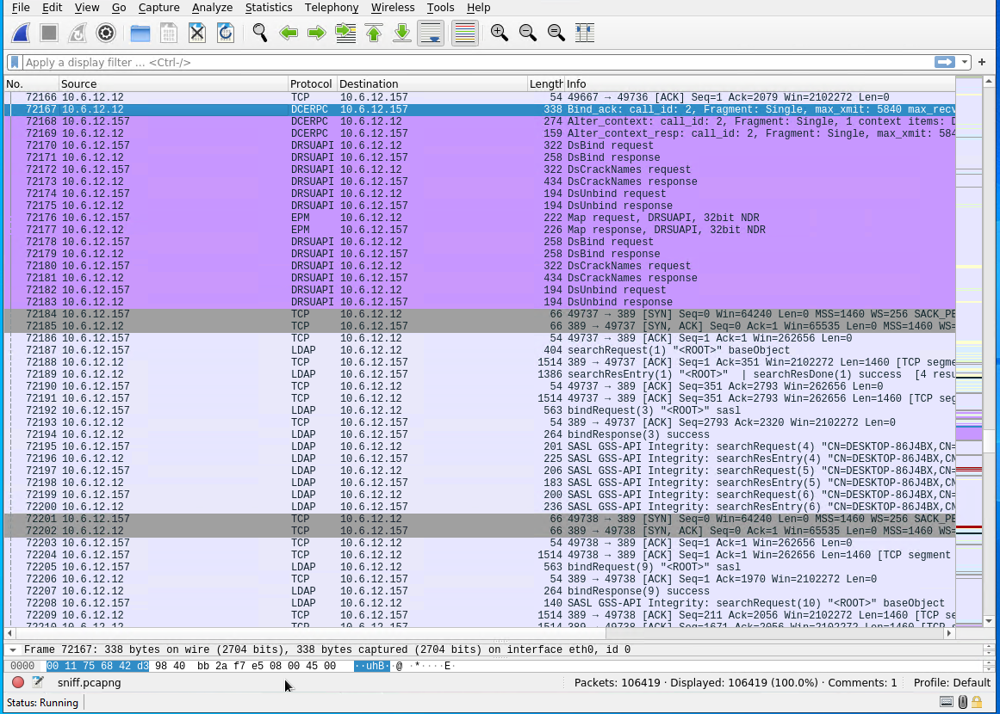 File Edit View Go Capture Analyze Statistics Telephony Wireless Tools Help
Apply a display filter ... <Ctrl-/>
No. Source Protocol Destination Length Info
72166 10.6.12.12 TCP 10.6.12.157 54 49667 → 49736 [ACK] Seq=1 Ack=2079 Win=2102272 Len=0
72167 10.6.12.12 DCERPC 10.6.12.157 338 Bind_ack: call_id: 2, Fragment: Single, max_xmit: 5840 max_recv
72168 10.6.12.157 DCERPC 10.6.12.12 274 Alter_context: call_id: 2, Fragment: Single, 1 context items: D
72169 10.6.12.12 DCERPC 10.6.12.157 159 Alter_context_resp: call_id: 2, Fragment: Single, max_xmit: 584
72170 10.6.12.157 DRSUAPI 10.6.12.12 322 DsBind request
72171 10.6.12.12 DRSUAPI 10.6.12.157 258 DsBind response
72172 10.6.12.157 DRSUAPI 10.6.12.12 322 DsCrackNames request
72173 10.6.12.12 DRSUAPI 10.6.12.157 434 DsCrackNames response
72174 10.6.12.157 DRSUAPI 10.6.12.12 194 DsUnbind request
72175 10.6.12.12 DRSUAPI 10.6.12.157 194 DsUnbind response
72176 10.6.12.157 EPM 10.6.12.12 222 Map request, DRSUAPI, 32bit NDR
72177 10.6.12.12 EPM 10.6.12.157 226 Map response, DRSUAPI, 32bit NDR
72178 10.6.12.157 DRSUAPI 10.6.12.12 258 DsBind request
72179 10.6.12.12 DRSUAPI 10.6.12.157 258 DsBind response
72180 10.6.12.157 DRSUAPI 10.6.12.12 322 DsCrackNames request
72181 10.6.12.12 DRSUAPI 10.6.12.157 434 DsCrackNames response
72182 10.6.12.157 DRSUAPI 10.6.12.12 194 DsUnbind request
72183 10.6.12.12 DRSUAPI 10.6.12.157 194 DsUnbind response
72184 10.6.12.157 TCP 10.6.12.12 66 49737 → 389 [SYN] Seq=0 Win=64240 Len=0 MSS=1460 WS=256 SACK_PE
72185 10.6.12.12 TCP 10.6.12.157 66 389 → 49737 [SYN, ACK] Seq=0 Ack=1 Win=65535 Len=0 MSS=1460 WS=
72186 10.6.12.157 TCP 10.6.12.12 54 49737 → 389 [ACK] Seq=1 Ack=1 Win=262656 Len=0
72187 10.6.12.157 LDAP 10.6.12.12 404 searchRequest(1) "<ROOT>" baseObject
72188 10.6.12.12 TCP 10.6.12.157 1514 389 → 49737 [ACK] Seq=1 Ack=351 Win=2102272 Len=1460 [TCP segme
72189 10.6.12.12 LDAP 10.6.12.157 1386 searchResEntry(1) "<ROOT>" | searchResDone(1) success [4 resu
72190 10.6.12.157 TCP 10.6.12.12 54 49737 → 389 [ACK] Seq=351 Ack=2793 Win=262656 Len=0
72191 10.6.12.157 TCP 10.6.12.12 1514 49737 → 389 [ACK] Seq=351 Ack=2793 Win=262656 Len=1460 [TCP seg
72192 10.6.12.157 LDAP 10.6.12.12 563 bindRequest(3) "<ROOT>" sasl
72193 10.6.12.12 TCP 10.6.12.157 54 389 → 49737 [ACK] Seq=2793 Ack=2320 Win=2102272 Len=0
72194 10.6.12.12 LDAP 10.6.12.157 264 bindResponse(3) success
72195 10.6.12.157 LDAP 10.6.12.12 201 SASL GSS-API Integrity: searchRequest(4) "CN=DESKTOP-86J4BX,CN=
72196 10.6.12.12 LDAP 10.6.12.157 225 SASL GSS-API Integrity: searchResEntry(4) "CN=DESKTOP-86J4BX,CN
72197 10.6.12.157 LDAP 10.6.12.12 206 SASL GSS-API Integrity: searchRequest(5) "CN=DESKTOP-86J4BX,CN=
72198 10.6.12.12 LDAP 10.6.12.157 183 SASL GSS-API Integrity: searchResEntry(5) "CN=DESKTOP-86J4BX,CN
72199 10.6.12.157 LDAP 10.6.12.12 200 SASL GSS-API Integrity: searchRequest(6) "CN=DESKTOP-86J4BX,CN=
72200 10.6.12.12 LDAP 10.6.12.157 236 SASL GSS-API Integrity: searchResEntry(6) "CN=DESKTOP-86J4BX,CN
72201 10.6.12.157 TCP 10.6.12.12 66 49738 → 389 [SYN] Seq=0 Win=64240 Len=0 MSS=1460 WS=256 SACK_PE
72202 10.6.12.12 TCP 10.6.12.157 66 389 → 49738 [SYN, ACK] Seq=0 Ack=1 Win=65535 Len=0 MSS=1460 WS=
72203 10.6.12.157 TCP 10.6.12.12 54 49738 → 389 [ACK] Seq=1 Ack=1 Win=262656 Len=0
72204 10.6.12.157 TCP 10.6.12.12 1514 49738 → 389 [ACK] Seq=1 Ack=1 Win=262656 Len=1460 [TCP segment
72205 10.6.12.157 LDAP 10.6.12.12 563 bindRequest(9) "<ROOT>" sasl
72206 10.6.12.12 TCP 10.6.12.157 54 389 → 49738 [ACK] Seq=1 Ack=1970 Win=2102272 Len=0
72207 10.6.12.12 LDAP 10.6.12.157 264 bindResponse(9) success
72208 10.6.12.157 LDAP 10.6.12.12 140 SASL GSS-API Integrity: searchRequest(10) "<ROOT>" baseObject
72209 10.6.12.12 TCP 10.6.12.157 1514 389 → 49738 [ACK] Seq=211 Ack=2056 Win=2102272 Len=1460 [TCP se
72210 10.6.12.12 TCP 10.6.12.157 1514 389 → 49738 [ACK] Seq=1671 Ack=2056 Win=2102272 Len=1460 [TCP s
Frame 72167: 338 bytes on wire (2704 bits), 338 bytes captured (2704 bits) on interface eth0, id 0
0000 00 11 75 68 42 d3 98 40 bb 2a f7 e5 08 00 45 00 ··uhB··@ ·*····E·
sniff.pcapng Packets: 106419 · Displayed: 106419 (100.0%) · Comments: 1 Profile: Default
Status: Running